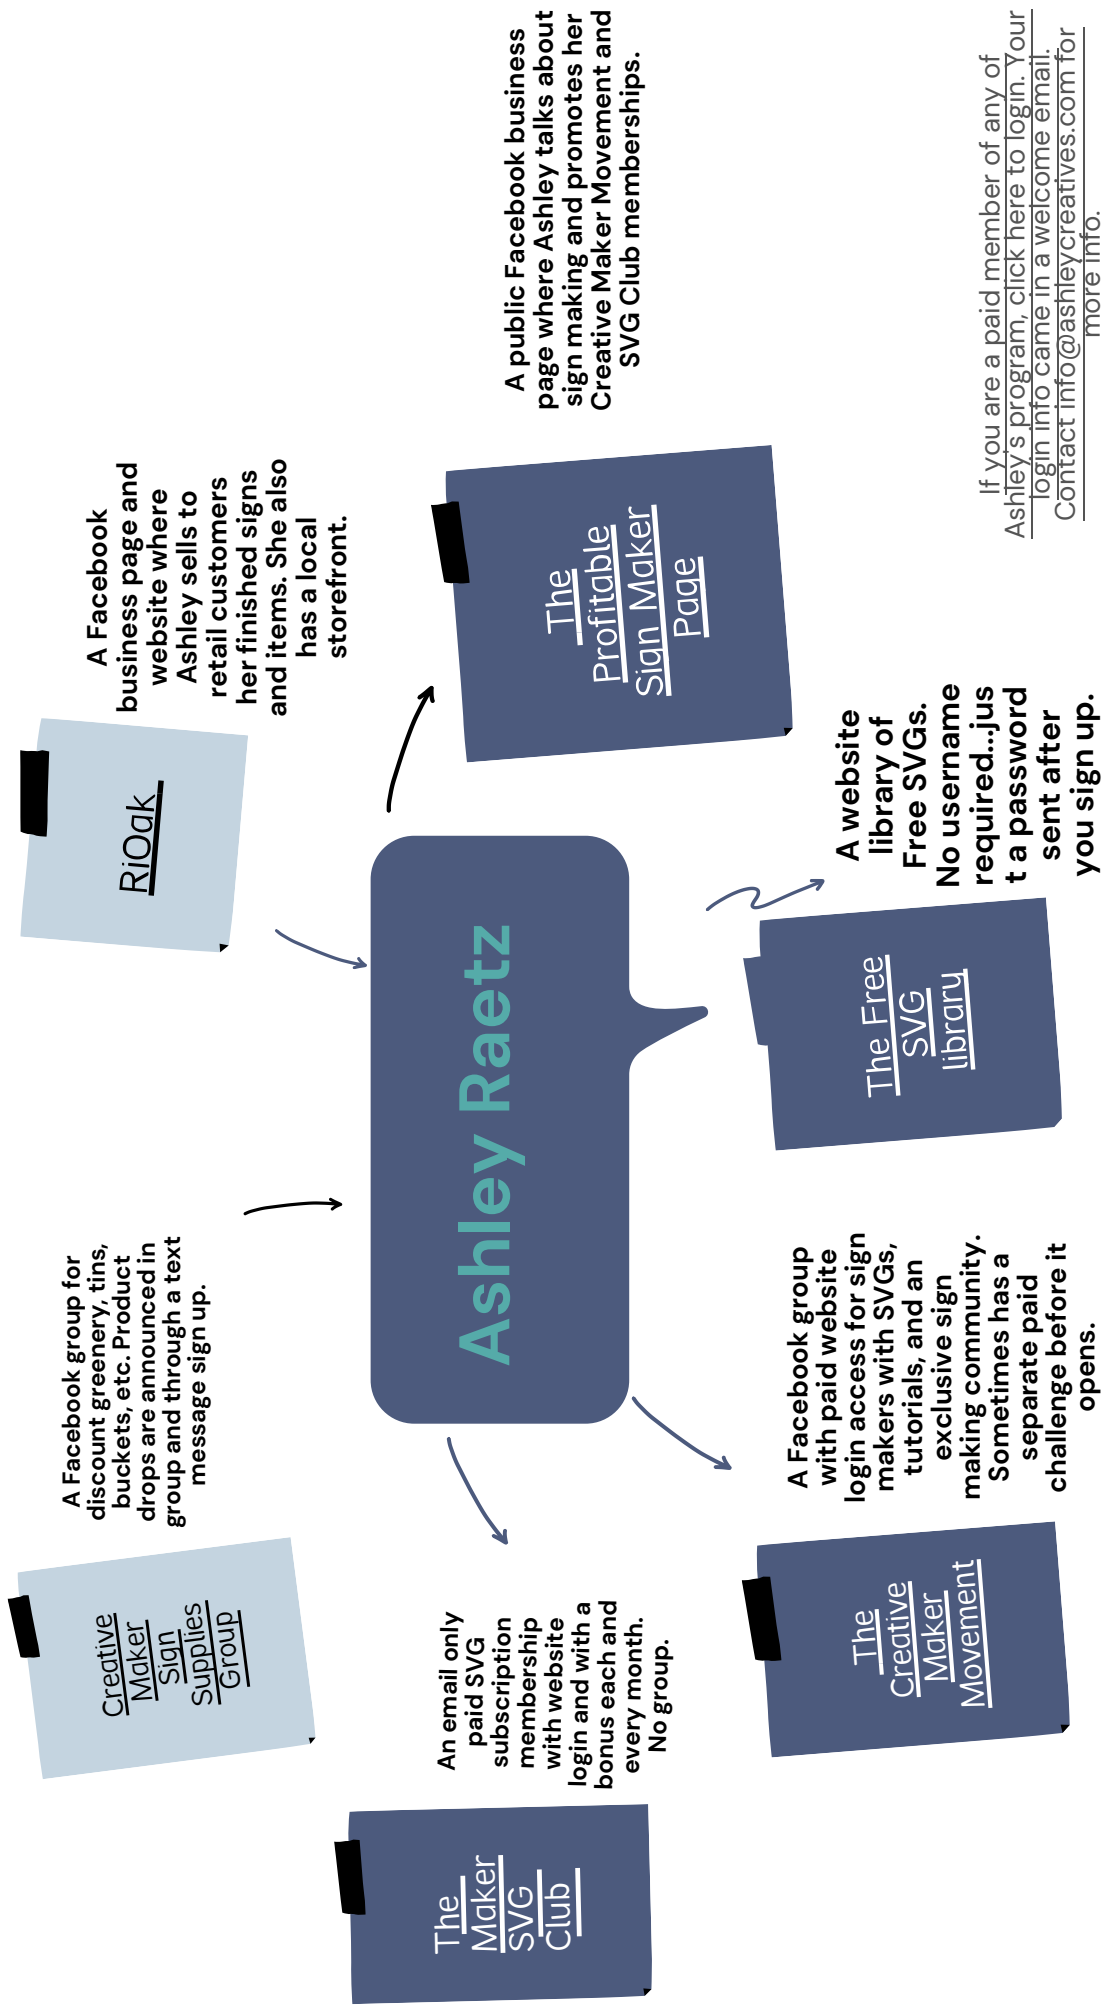 Creative
Maker
Sign
Supplies
Group
A Facebook group for
discount greenery, tins,
buckets, etc. Product
drops are announced in
group and through a text
message sign up.
RiOak
A Facebook
business page and
website where
Ashley sells to
retail customers
her finished signs
and items. She also
has a local
storefront.
The
Maker
SVG
Club
An email only
paid SVG
subscription
membership
with website
login and with a
bonus each and
every month.
No group.
Ashley Raetz
The
Profitable
Sign Maker
Page
A public Facebook business
page where Ashley talks about
sign making and promotes her
Creative Maker Movement and
SVG Club memberships.
The
Creative
Maker
Movement
A Facebook group
with paid website
login access for sign
makers with SVGs,
tutorials, and an
exclusive sign
making community.
Sometimes has a
separate paid
challenge before it
opens.
The Free
SVG
library
A website
library of
Free SVGs.
No username
required...jus
t a password
sent after
you sign up.
If you are a paid member of any of
Ashley's program, click here to login. Your
login info came in a welcome email.
Contact info@ashleycreatives.com for
more info.